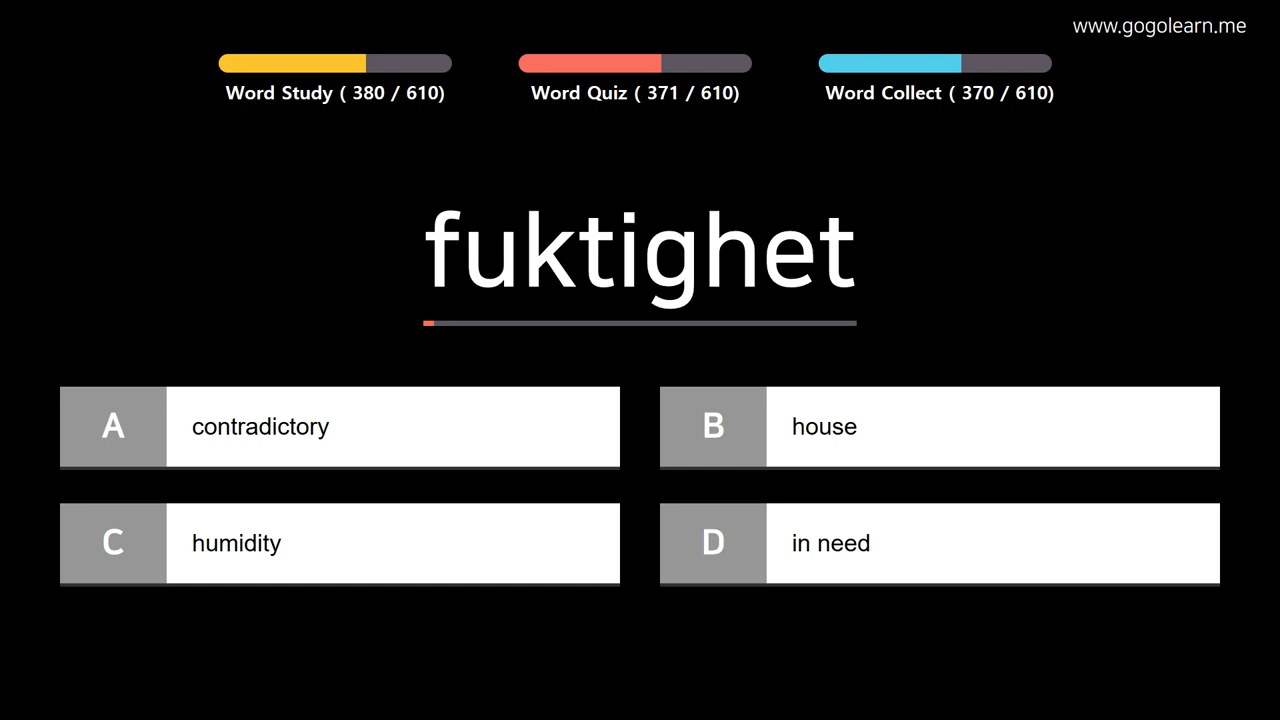 www.gogolearn.me
Word Study ( 380 / 610)
Word Quiz ( 371 / 610)
Word Collect ( 370 / 610)
fuktighet
A contradictory
B house
C humidity
D in need